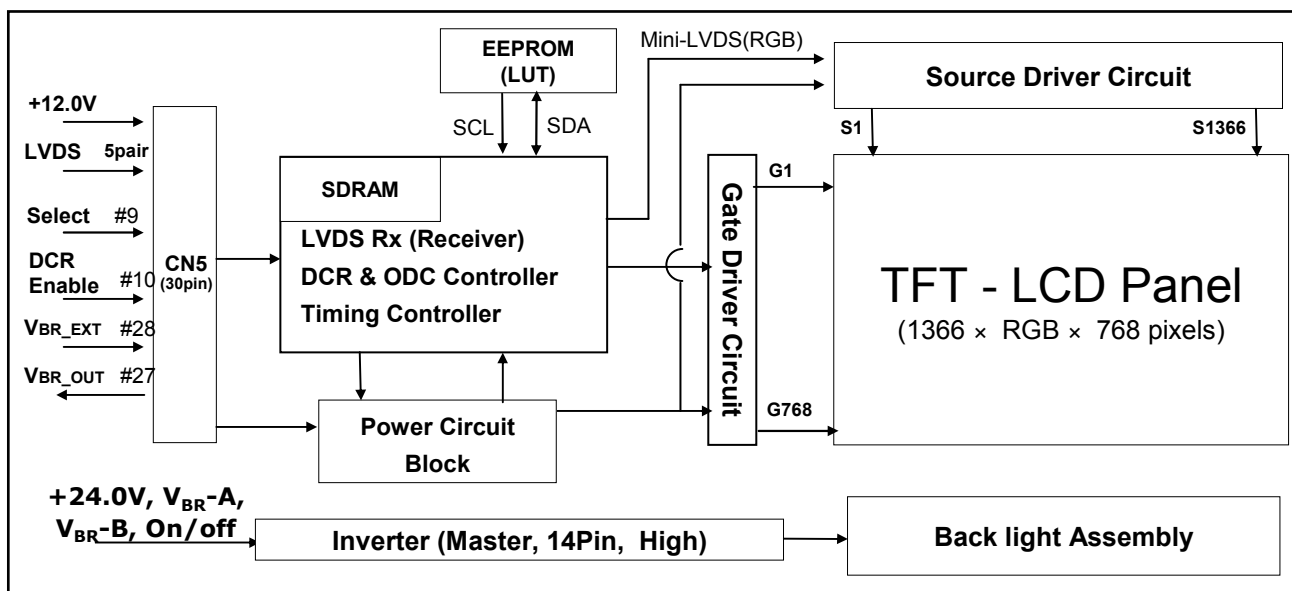 Mini-LVDS(RGB)
EEPROM
(LUT)
Source Driver Circuit
+12.0V
SCL
SDA
S1
S1366
LVDS 5pair
SDRAM
G1
Select #9
LVDS Rx (Receiver)
CN5
(30pin)
DCR
Enable #10
DCR & ODC Controller
Timing Controller
Gate Driver Circuit
TFT - LCD Panel
(1366 × RGB × 768 pixels)
VBR_EXT #28
VBR_OUT #27
G768
Power Circuit
Block
+24.0V, VBR-A,
VBR-B, On/off
Inverter (Master, 14Pin, High)
Back light Assembly